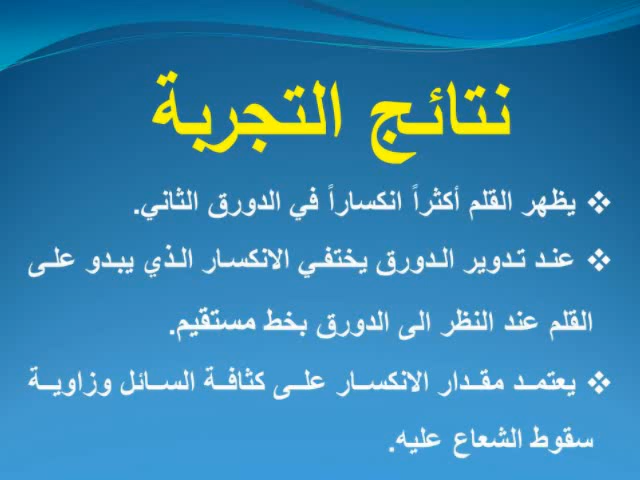 نتائج التجربة
❖ يظهر القلم أكثراً انكساراً في الدورق الثاني.
❖ عند تدوير الدورق يختفي الانكسار الذي يبدو على
القلم عند النظر الى الدورق بخط مستقيم.
❖ يعتمد مقدار الانكسار على كثافة السائل وزاوية
سقوط الشعاع عليه.